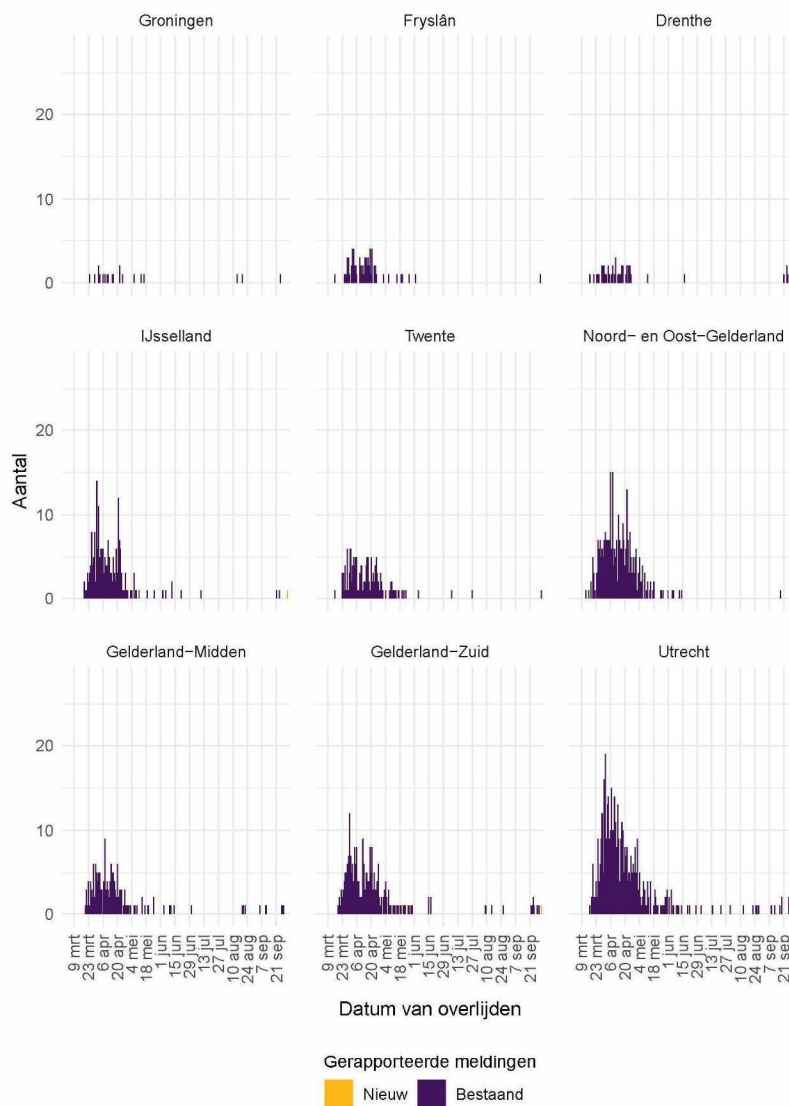 Groningen
Fryslân
Drenthe
20
10
0
IJsselland
Twente
Noord− en Oost−Gelderland
20
10
0
Aantal
Gelderland−Midden
Gelderland−Zuid
Utrecht
20
10
0
9 mrt
23 mrt
6 apr
20 apr
4 mei
18 mei
1 jun
15 jun
29 jun
13 jul
27 jul
10 aug
24 aug
7 sep
21 sep
9 mrt
23 mrt
6 apr
20 apr
4 mei
18 mei
1 jun
15 jun
29 jun
13 jul
27 jul
10 aug
24 aug
7 sep
21 sep
9 mrt
23 mrt
6 apr
20 apr
4 mei
18 mei
1 jun
15 jun
29 jun
13 jul
27 jul
10 aug
24 aug
7 sep
21 sep
Datum van overlijden
Gerapporteerde meldingen
Nieuw
Bestaand